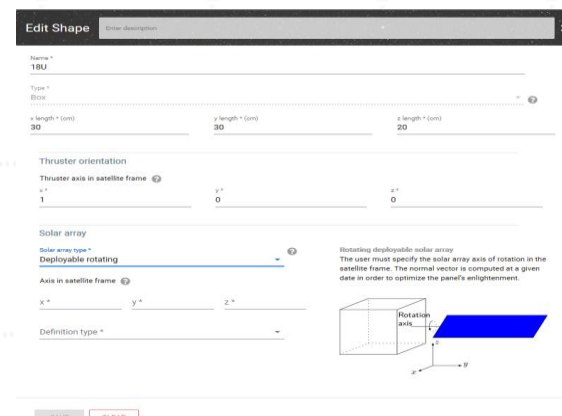 Edit Shape
Enter description
Name *
18U
Type *
Box
x length * (cm)
30
y length * (cm)
30
z length * (cm)
20
Thruster orientation
Thruster axis in satellite frame
x *
1
y *
0
z *
0
Solar array
Solar array type *
Deployable rotating
Axis in satellite frame
x *
y *
z *
Definition type *
Rotating deployable solar array
The user must specify the solar array axis of rotation in the
satellite frame. The normal vector is computed at a given
date in order to optimize the panel's enlightenment.
Rotation
axis
z
y
x
CLEAR